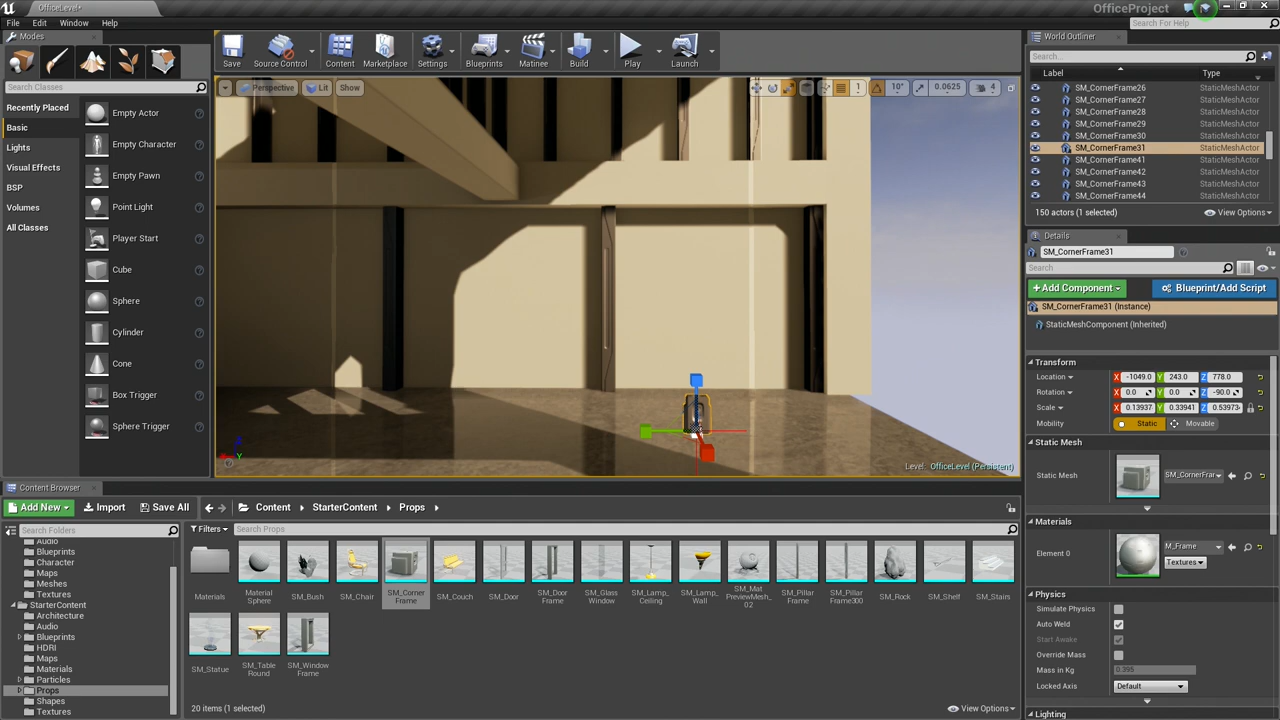 OfficeLevel*
OfficeProject
File Edit Window Help
Search For Help
Modes
Search Classes
Recently Placed
Basic
Lights
Visual Effects
BSP
Volumes
All Classes
Empty Actor
Empty Character
Empty Pawn
Point Light
Player Start
Cube
Sphere
Cylinder
Cone
Box Trigger
Sphere Trigger
Save
Source Control
Content
Marketplace
Settings
Blueprints
Matinee
Build
Play
Launch
Perspective
Lit
Show
1
10°
0.0625
4
Level: OfficeLevel (Persistent)
World Outliner
Search...
Label Type
SM_CornerFrame26 StaticMeshActor
SM_CornerFrame27 StaticMeshActor
SM_CornerFrame28 StaticMeshActor
SM_CornerFrame29 StaticMeshActor
SM_CornerFrame30 StaticMeshActor
SM_CornerFrame31 StaticMeshActor
SM_CornerFrame41 StaticMeshActor
SM_CornerFrame42 StaticMeshActor
SM_CornerFrame43 StaticMeshActor
SM_CornerFrame44 StaticMeshActor
150 actors (1 selected) View Options
Details
SM_CornerFrame31
Search
+Add Component
Blueprint/Add Script
SM_CornerFrame31 (Instance)
StaticMeshComponent (Inherited)
Transform
Location X -1049.0 Y 243.0 Z 778.0
Rotation X 0.0 Y 0.0 Z -90.0
Scale X 0.13937 Y 0.33941 Z 0.53973
Mobility Static Movable
Static Mesh
Static Mesh SM_CornerFrar
Materials
Element 0 M_Frame
Textures
Physics
Simulate Physics
Auto Weld
Start Awake
Override Mass
Mass in Kg
Locked Axis Default
Lighting
Content Browser
Add New Import Save All Content StarterContent Props
Search Folders
Audio
Blueprints
Character
Maps
Meshes
Textures
StarterContent
Architecture
Audio
Blueprints
HDRI
Maps
Materials
Particles
Props
Shapes
Textures
Filters Search Props
Materials
Material
Sphere
SM_Bush
SM_Chair
SM_Corner
Frame
SM_Couch
SM_Door
SM_Door
Frame
SM_Glass
Window
SM_Lamp_
Ceiling
SM_Lamp_
Wall
SM_Mat
PreviewMesh_
02
SM_Pillar
Frame
SM_Pillar
Frame300
SM_Rock
SM_Shelf
SM_Stairs
SM_Statue
SM_Table
Round
SM_Window
Frame
20 items (1 selected) View Options